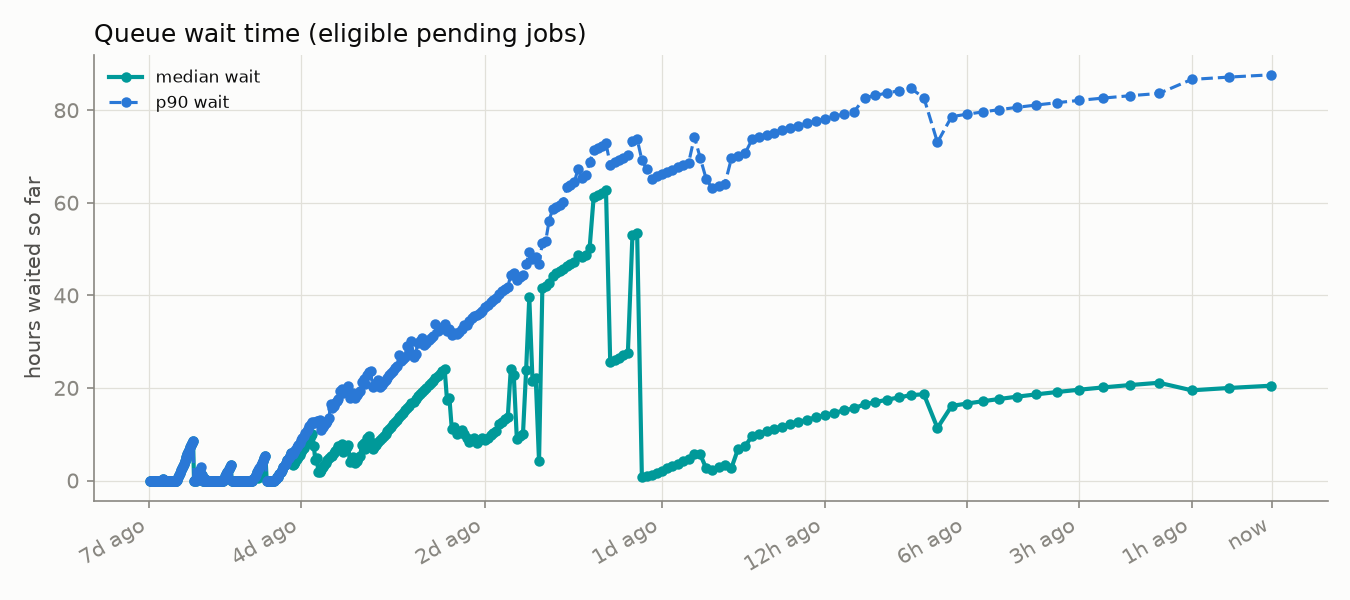 Queue wait time (eligible pending jobs)
median wait
p90 wait
hours waited so far
80
60
40
20
0
7d ago
4d ago
2d ago
1d ago
12h ago
6h ago
3h ago
1h ago
now